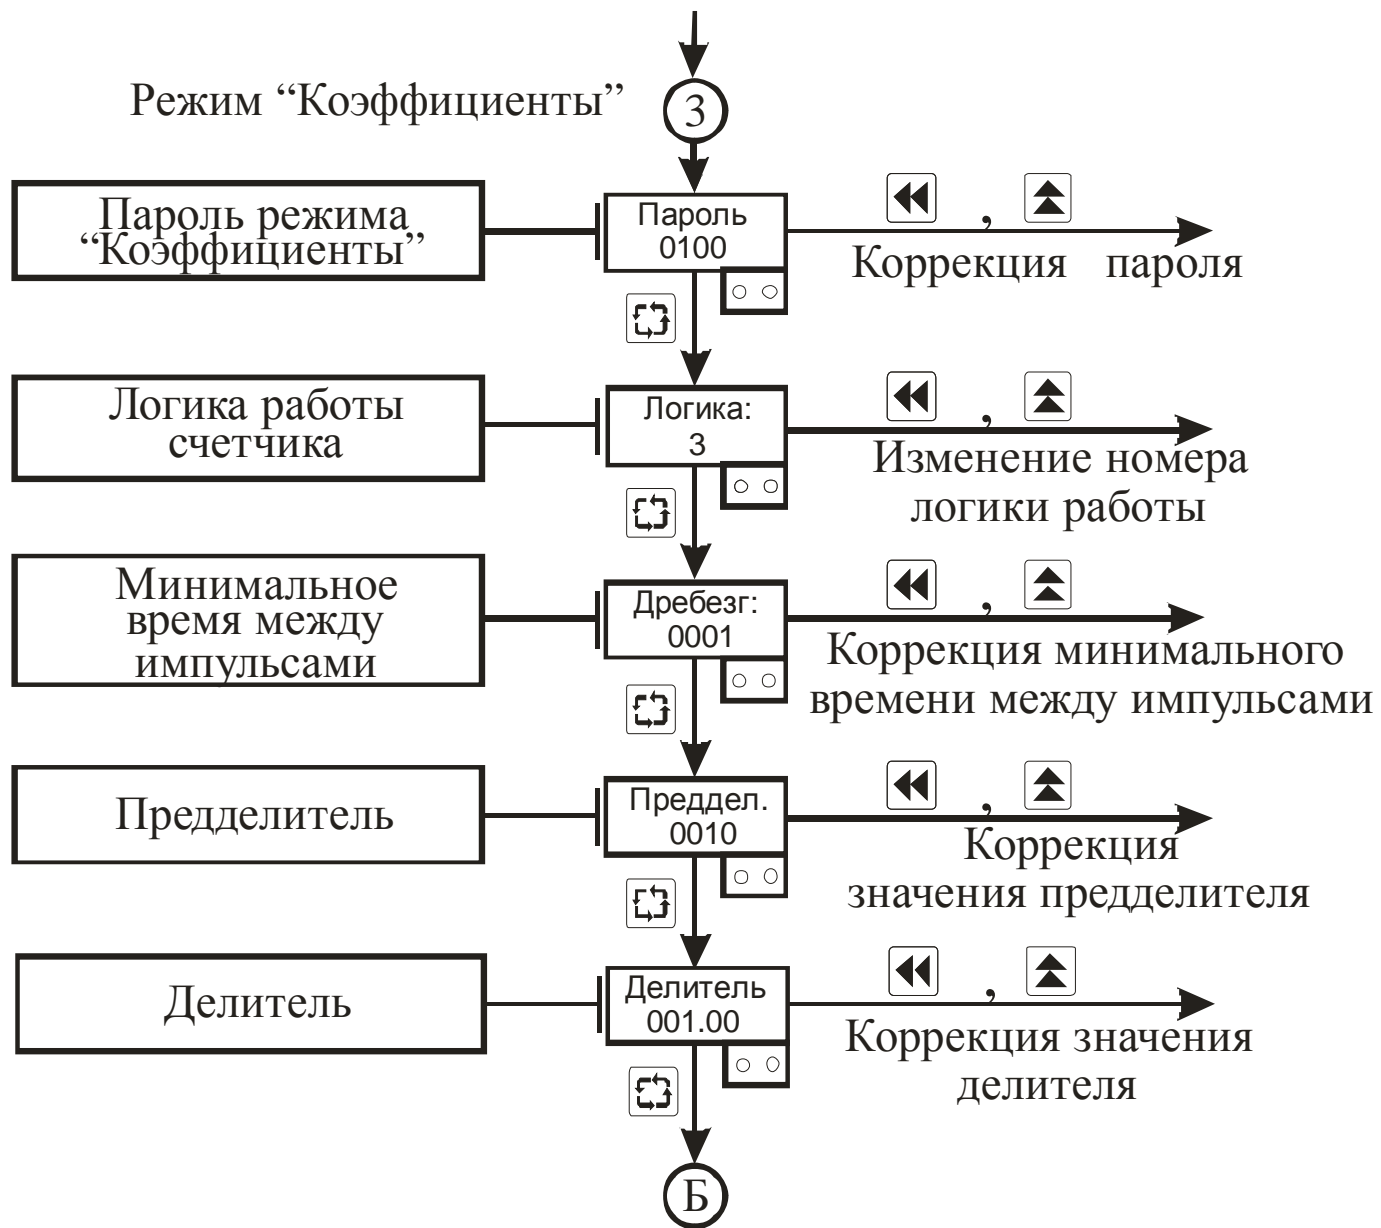 Режим “Коэффициенты”
3
Пароль режима
“Коэффициенты”
Пароль
0100
,
Коррекция пароля
Логика работы
счетчика
Логика:
3
,
Изменение номера
логики работы
Минимальное
время между
импульсами
Дребезг:
0001
,
Коррекция минимального
времени между импульсами
Предделитель
Преддел.
0010
,
Коррекция
значения предделителя
Делитель
Делитель
001.00
,
Коррекция значения
делителя
Б